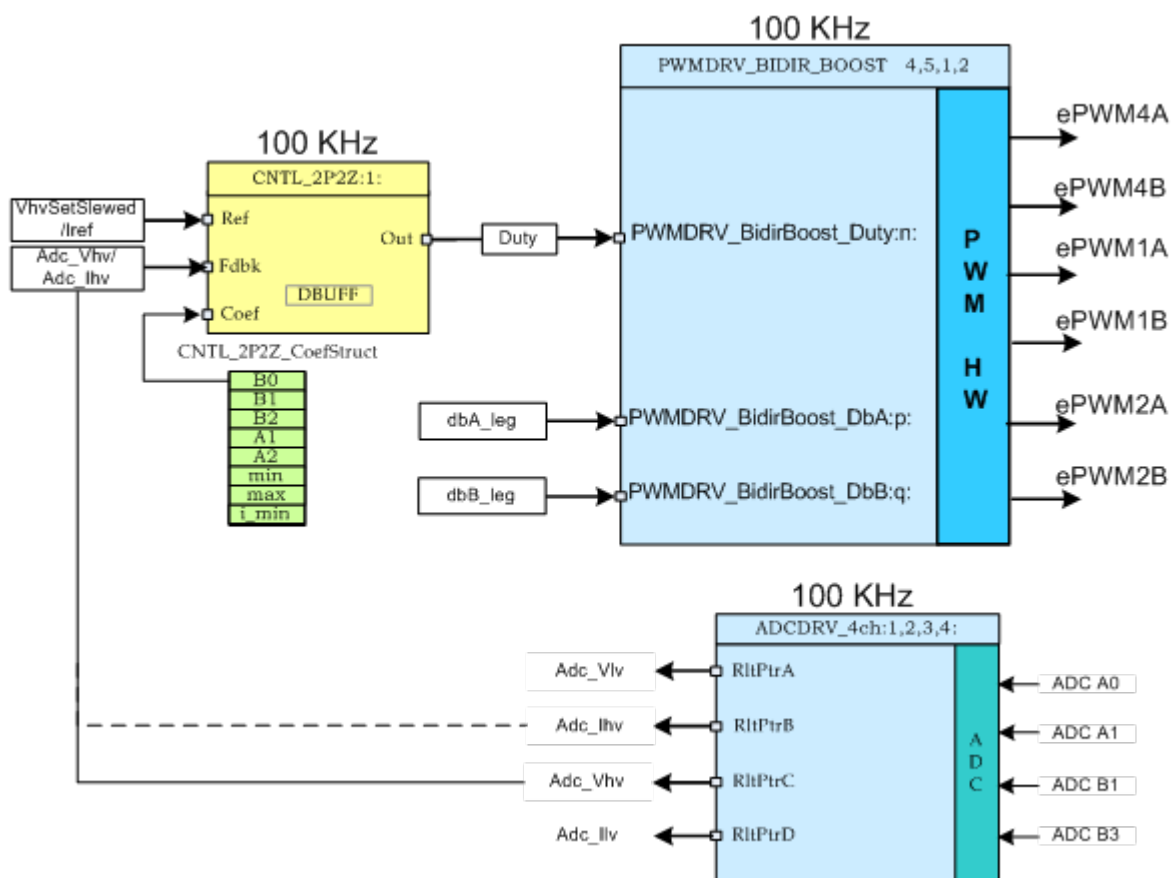 100 KHz
PWMDRV_BIDIR_BOOST 4,5,1,2
ePWM4A
ePWM4B
ePWM1A
ePWM1B
ePWM2A
ePWM2B
PWMDRV_BidirBoost_Duty:n:
PWMDRV_BidirBoost_DbA:p:
PWMDRV_BidirBoost_DbB:q:
PWM HW
100 KHz
CNTL_2P2Z:1:
VhvSetSlewed
/Iref
Ref
Adc_Vhv/
Adc_Ihv
Fdbk
Out
Duty
DBUFF
Coef
CNTL_2P2Z_CoefStruct
B0
B1
B2
A1
A2
min
max
i_min
dbA_leg
dbB_leg
100 KHz
ADCDRV_4ch:1,2,3,4:
Adc_Vlv
RltPtrA
ADC A0
Adc_Ihv
RltPtrB
ADC A1
Adc_Vhv
RltPtrC
ADC B1
Adc_Ilv
RltPtrD
ADC B3
ADC